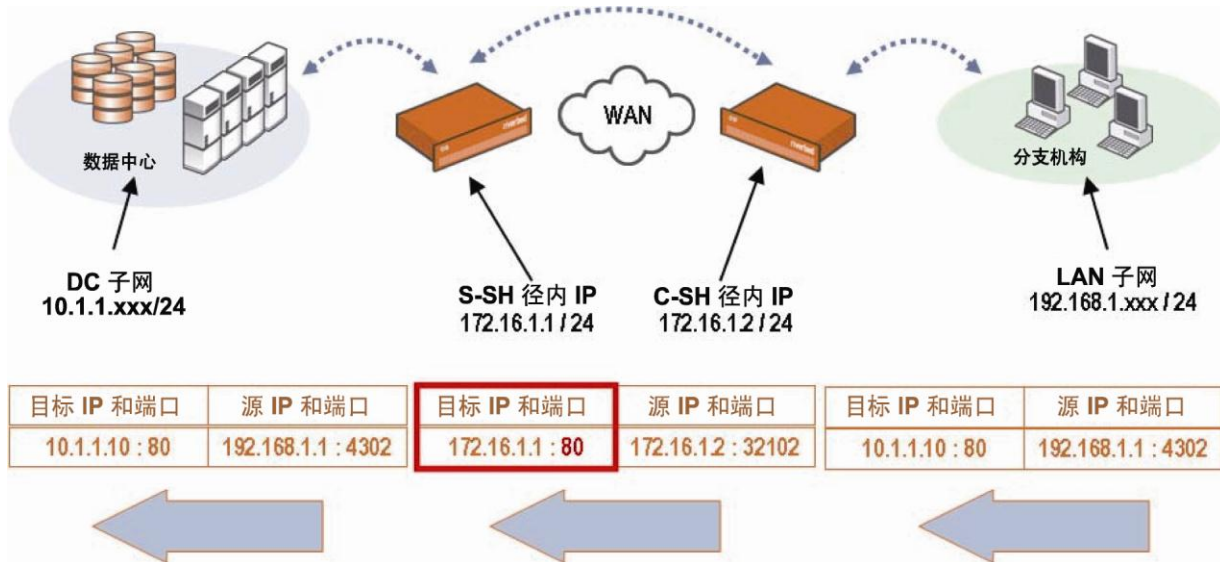 WAN
riverbed
riverbed
数据中心
分支机构
DC 子网
10.1.1.xxx/24
S-SH 径内 IP
172.16.1.1 / 24
C-SH 径内 IP
172.16.1.2 / 24
LAN 子网
192.168.1.xxx / 24
目标 IP 和端口 源 IP 和端口
10.1.1.10 : 80 192.168.1.1 : 4302
目标 IP 和端口 源 IP 和端口
172.16.1.1 : 80 172.16.1.2 : 32102
目标 IP 和端口 源 IP 和端口
10.1.1.10 : 80 192.168.1.1 : 4302